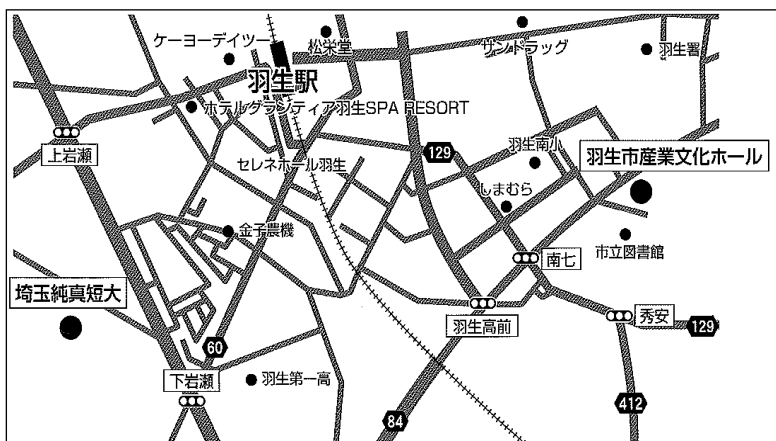 ケーヨーデイツー
松栄堂
サンドラッグ
羽生署
羽生駅
ホテルグランティア羽生SPA RESORT
上岩瀬
129
羽生南小
羽生市産業文化ホール
セレネホール羽生
しまむら
金子農機
南七
市立図書館
埼玉純真短大
羽生高前
秀安
129
60
下岩瀬
羽生第一高
84
412